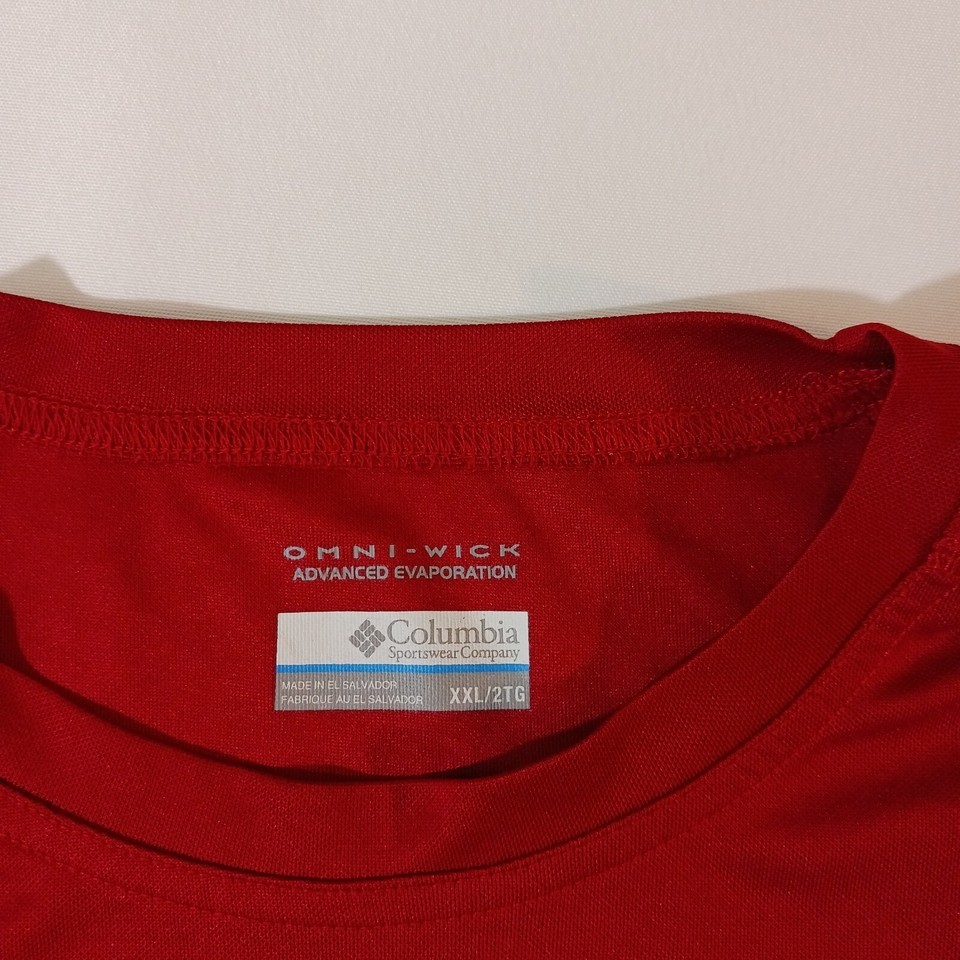 OMNI-WICK
ADVANCED EVAPORATION
Columbia
Sportswear Company
MADE IN EL SALVADOR
FABRIQUE AU EL SALVADOR
XXL/2TG